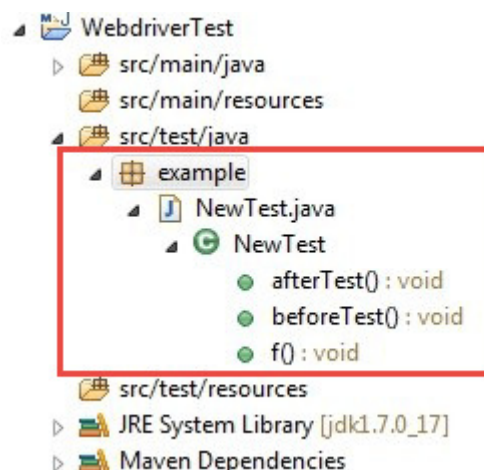 WebdriverTest
src/main/java
src/main/resources
src/test/java
example
NewTest.java
NewTest
afterTest() : void
beforeTest() : void
f() : void
src/test/resources
JRE System Library [jdk1.7.0_17]
Maven Dependencies